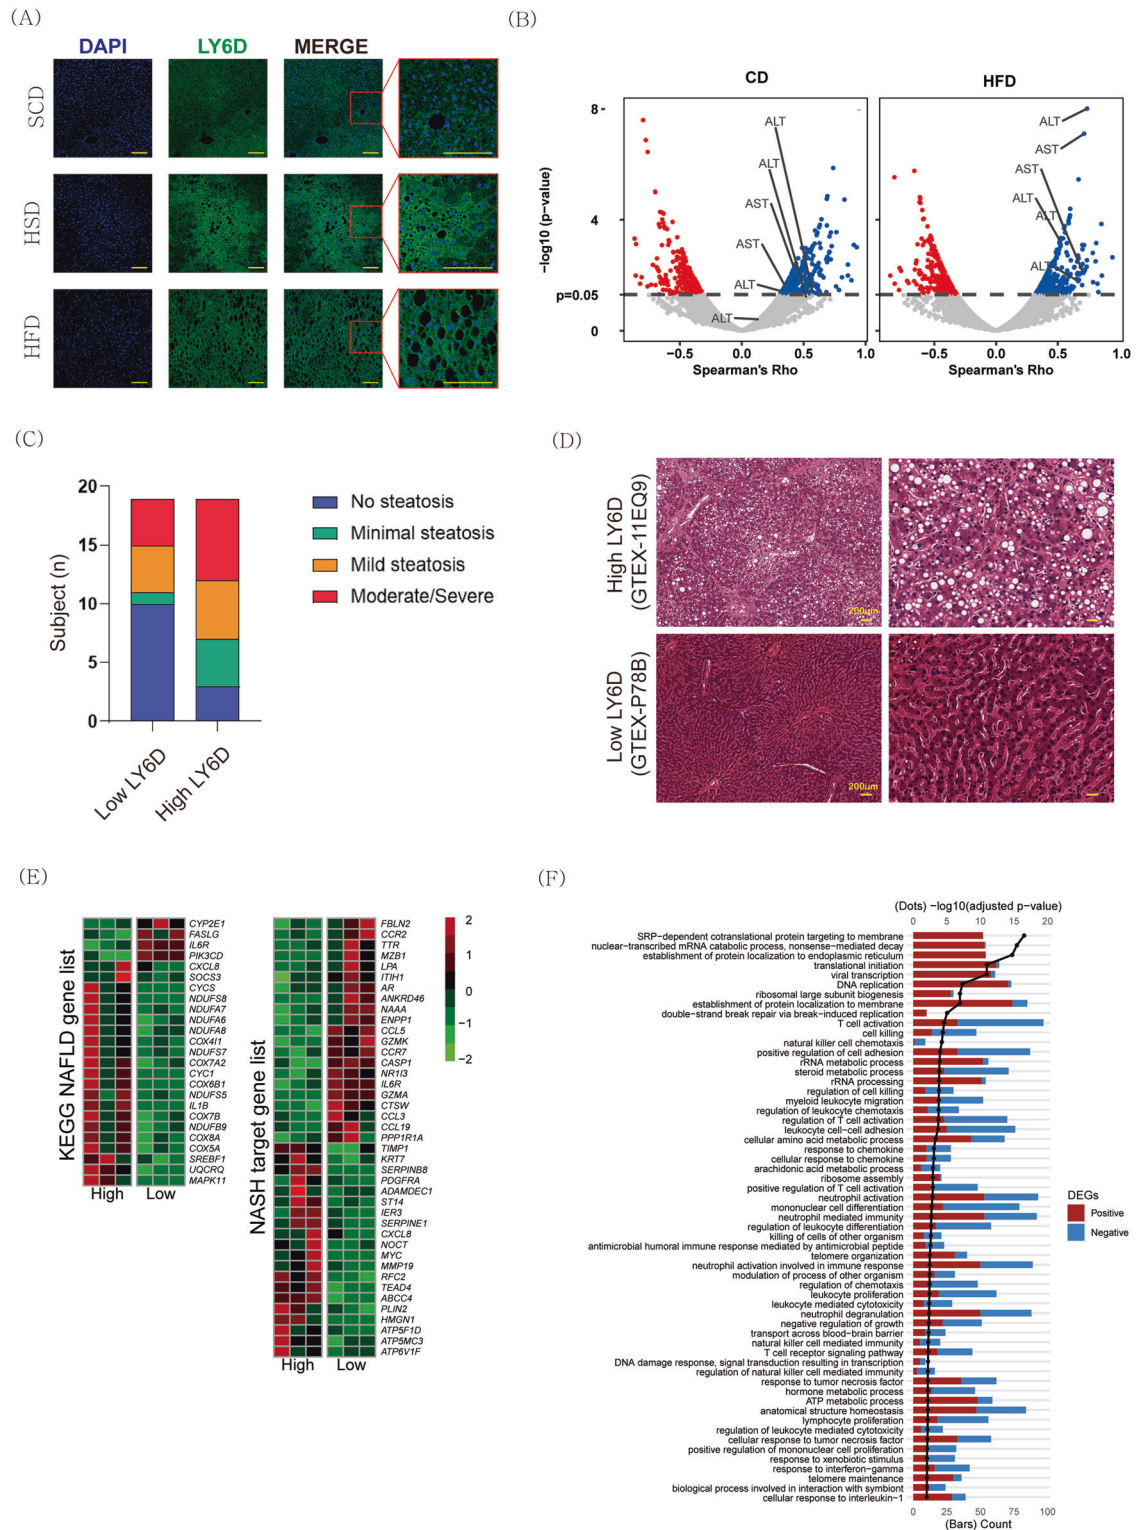 (A)
DAPI LY6D MERGE
SCD
HSD
HFD
(B)
CD HFD
−log10 (p-value)
8
4
p=0.05
0
ALT
ALT
AST
AST
ALT
ALT
ALT
AST
AST
ALT
ALT
ALT
−0.5 0.0 0.5 1.0
−0.5 0.0 0.5 1.0
Spearman's Rho Spearman's Rho
(C)
Subject (n)
20
15
10
5
0
Low LY6D
High LY6D
No steatosis
Minimal steatosis
Mild steatosis
Moderate/Severe
(D)
High LY6D
(GTEX-11EQ9)
200um
Low LY6D
(GTEX-P78B)
200um
(E)
KEGG NAFLD gene list
CYP2E1
FASLG
IL6R
PIK3CD
CXCL8
SOCS3
CYCS
NDUFS8
NDUFA7
NDUFA6
NDUFA8
COX4I1
NDUFS7
COX7A2
CYC1
COX6B1
NDUFS5
IL1B
COX7B
NDUFB9
COX8A
COX5A
SREBF1
UQCRQ
MAPK11
High Low
NASH target gene list
FBLN2
CCR2
TTR
MZB1
LPA
ITIH1
AR
ANKRD46
NAAA
ENPP1
CCL5
GZMK
CCR7
CASP1
NR1I3
IL6R
GZMA
CTSW
CCL3
CCL19
PPP1R1A
TIMP1
KRT7
SERPINB8
PDGFRA
ADAMDEC1
ST14
IER3
SERPINE1
CXCL8
NOCT
MYC
MMP19
RFC2
TEAD4
ABCC4
PLIN2
HMGN1
ATP5F1D
ATP5MC3
ATP6V1F
High Low
2
1
0
−1
−2
(F)
(Dots) −log10(adjusted p-value)
0 5 10 15 20
SRP-dependent cotranslational protein targeting to membrane
nuclear-transcribed mRNA catabolic process, nonsense-mediated decay
establishment of protein localization to endoplasmic reticulum
translational initiation
viral transcription
DNA replication
ribosomal large subunit biogenesis
establishment of protein localization to membrane
double-strand break repair via break-induced replication
T cell activation
cell killing
natural killer cell chemotaxis
positive regulation of cell adhesion
rRNA metabolic process
steroid metabolic process
rRNA processing
regulation of cell killing
myeloid leukocyte migration
regulation of leukocyte chemotaxis
regulation of T cell activation
leukocyte cell-cell adhesion
cellular amino acid metabolic process
response to chemokine
cellular response to chemokine
arachidonic acid metabolic process
ribosome assembly
positive regulation of T cell activation
neutrophil activation
mononuclear cell differentiation
neutrophil mediated immunity
regulation of leukocyte differentiation
killing of cells of other organism
antimicrobial humoral immune response mediated by antimicrobial peptide
telomere organization
neutrophil activation involved in immune response
modulation of process of other organism
regulation of chemotaxis
leukocyte proliferation
leukocyte mediated cytotoxicity
neutrophil degranulation
negative regulation of growth
transport across blood-brain barrier
natural killer cell mediated immunity
T cell receptor signaling pathway
DNA damage response, signal transduction resulting in transcription
regulation of natural killer cell mediated immunity
response to tumor necrosis factor
hormone metabolic process
ATP metabolic process
anatomical structure homeostasis
lymphocyte proliferation
regulation of leukocyte mediated cytotoxicity
cellular response to tumor necrosis factor
positive regulation of mononuclear cell proliferation
response to xenobiotic stimulus
response to interferon-gamma
telomere maintenance
biological process involved in interaction with symbiont
cellular response to interleukin-1
0 25 50 75 100
(Bars) Count
DEGs
Positive
Negative